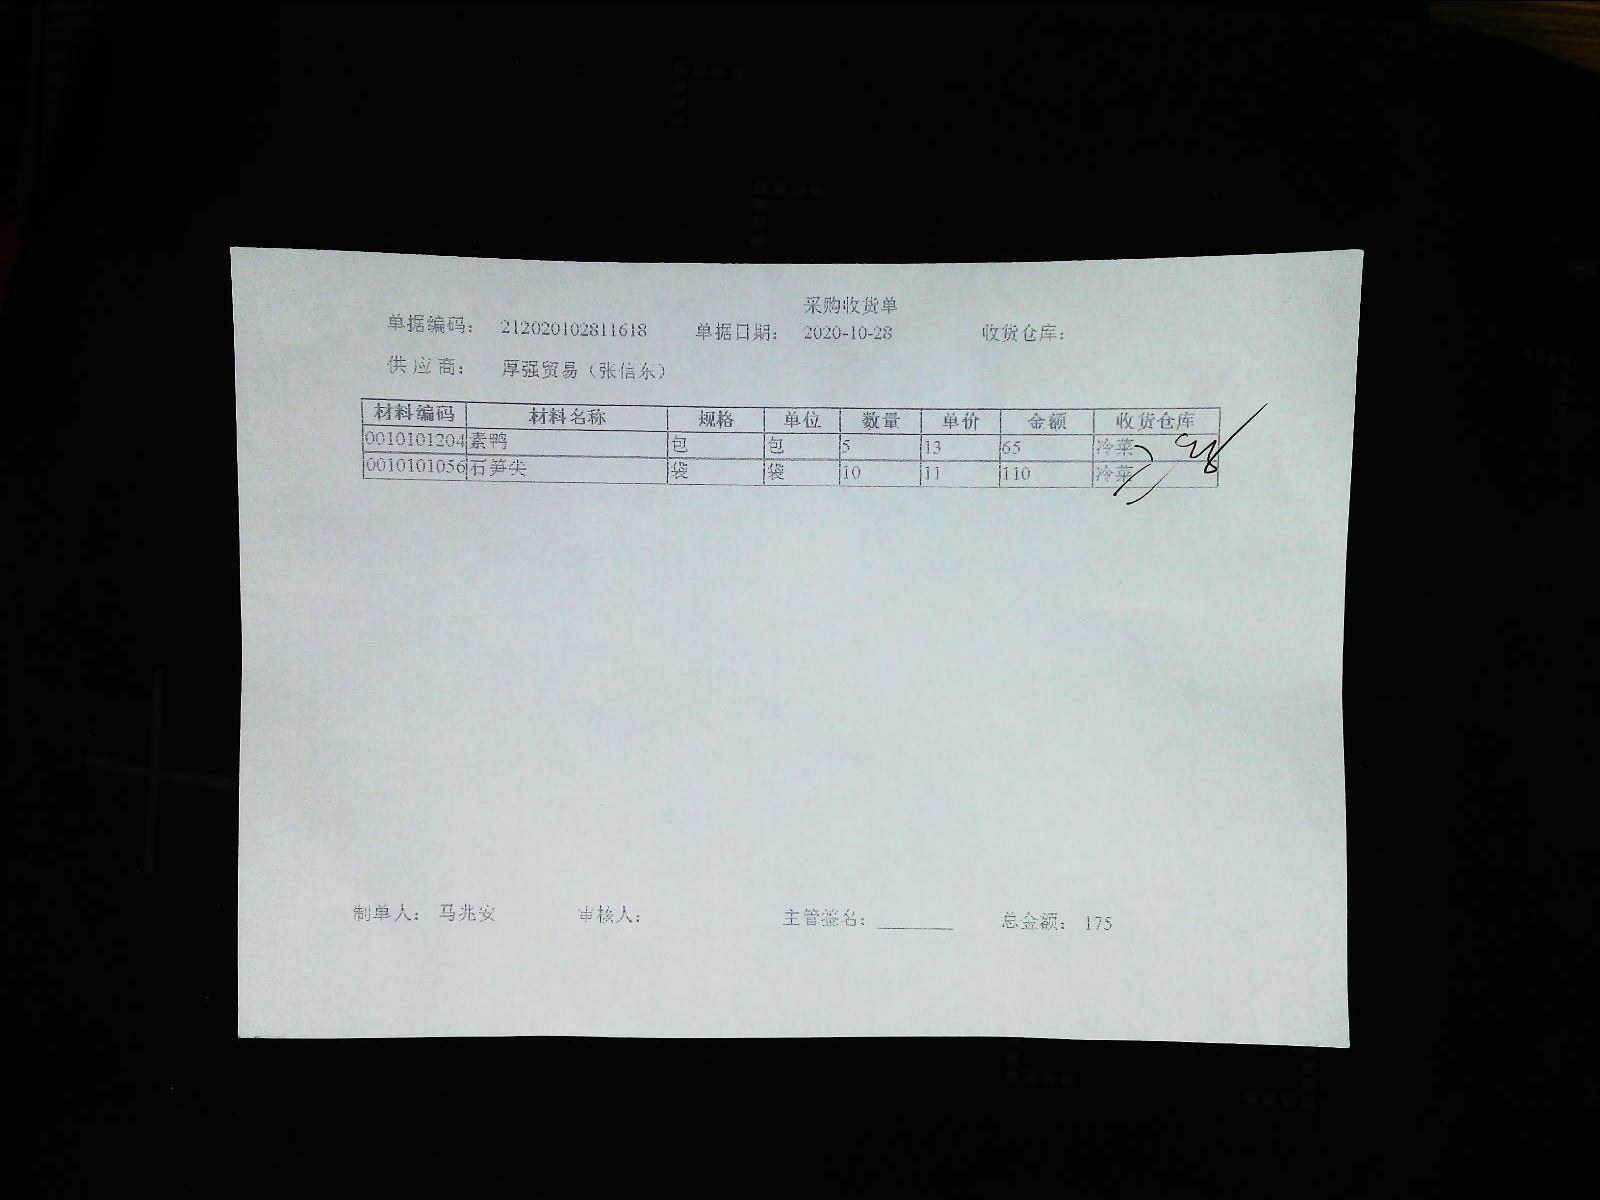 采购收货单
单据编码: 212020102811618 单据日期: 2020-10-28 收货仓库:
供应商: 厚强贸易（张信东）
材料编码 材料名称 规格 单位 数量 单价 金额 收货仓库
0010101204 素鸭 包 包 5 13 65 冷菜
0010101056 石笋尖 袋 袋 10 11 110 冷菜
制单人: 马兆安 审核人: 主管签名: ________ 总金额: 175